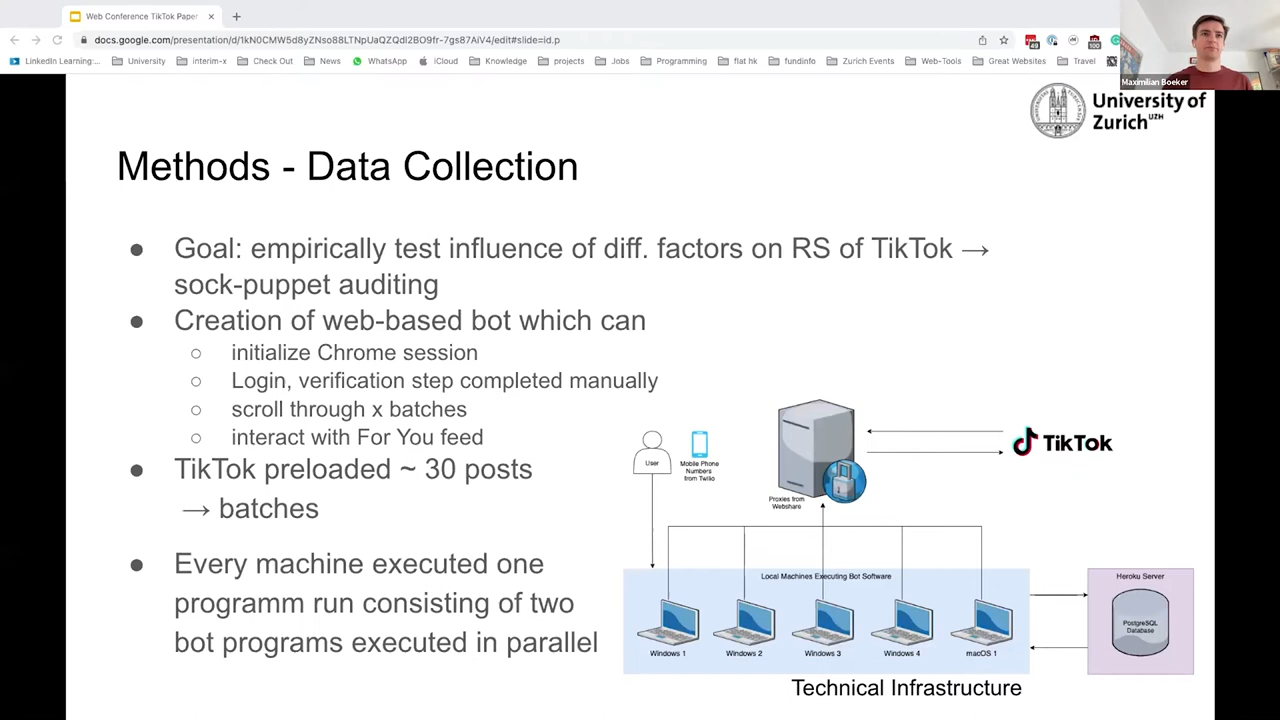 Web Conference TikTok Paper
docs.google.com/presentation/d/1kN0CMW5d8yZNso88LTNpUaQZQdI2BO9fr-7gs87AiV4/edit#slide=id.p
LinkedIn Learning:... University interim-x Check Out News WhatsApp iCloud Knowledge projects Jobs Programming flat hk fundinfo Zurich Events Web-Tools Great Websites Travel
Maximilian Boeker
University of
Zurich UZH
Methods - Data Collection
● Goal: empirically test influence of diff. factors on RS of TikTok →
sock-puppet auditing
● Creation of web-based bot which can
○ initialize Chrome session
○ Login, verification step completed manually
○ scroll through x batches
○ interact with For You feed
● TikTok preloaded ~ 30 posts
→ batches
● Every machine executed one
programm run consisting of two
bot programs executed in parallel
User
Mobile Phone
Numbers
from Twilio
Proxies from
Webshare
TikTok
Local Machines Executing Bot Software
Windows 1 Windows 2 Windows 3 Windows 4 macOS 1
Heroku Server
PostgreSQL
Database
Technical Infrastructure